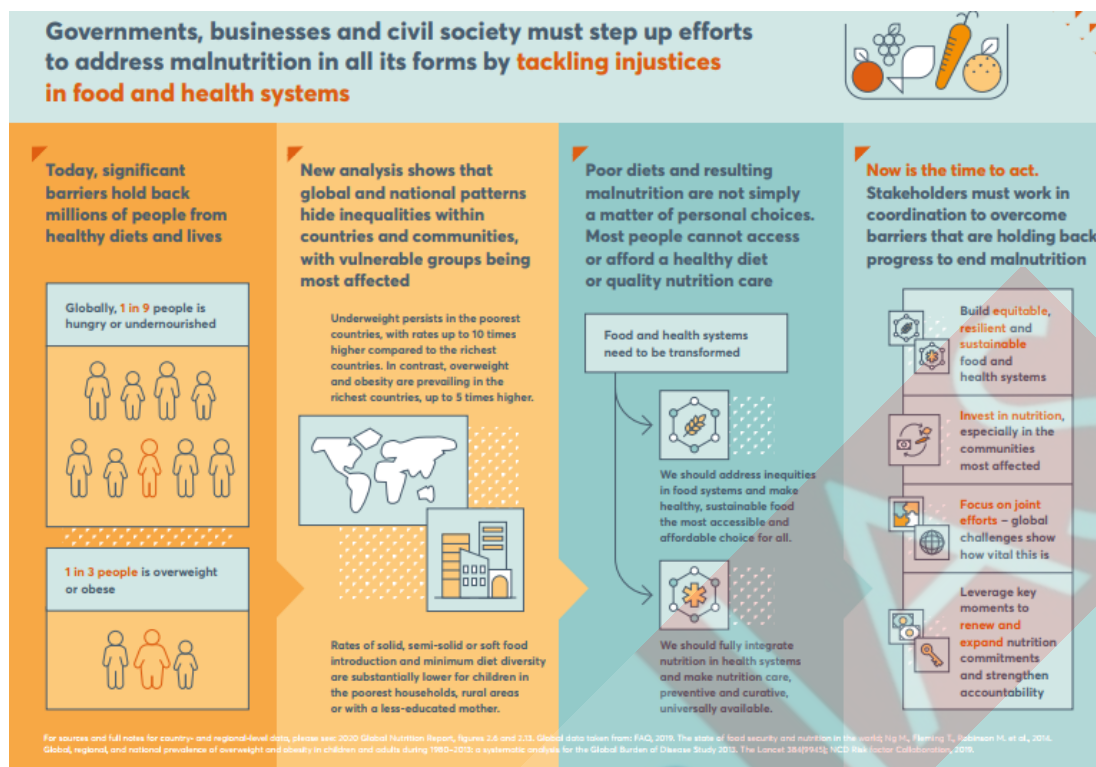 Governments, businesses and civil society must step up efforts
to address malnutrition in all its forms by tackling injustices
in food and health systems
Today, significant
barriers hold back
millions of people from
healthy diets and lives
Globally, 1 in 9 people is
hungry or undernourished
1 in 3 people is overweight
or obese
New analysis shows that
global and national patterns
hide inequalities within
countries and communities,
with vulnerable groups being
most affected
Underweight persists in the poorest
countries, with rates up to 10 times
higher compared to the richer
countries. In contrast, overweight
and obesity are prevailing in the
richest countries, up to 5 times higher.
Rates of solid, semi-solid or soft food
introduction and minimum diet diversity
are substantially lower for children in
the poorest households, rural areas
or with a less-educated mother.
Poor diets and resulting
malnutrition are not simply
a matter of personal choices.
Most people cannot access
or afford a healthy diet
or quality nutrition care
Food and health systems
need to be transformed
We should address inequities
in food systems and make
healthy, sustainable food
the most accessible and
affordable choice for all.
We should fully integrate
nutrition in health systems
and make nutrition care,
preventive and curative,
universally available.
Now is the time to act.
Stakeholders must work in
coordination to overcome
barriers that are holding back
progress to end malnutrition
Build equitable,
resilient and
sustainable
food and
health systems
Invest in nutrition,
especially in the
communities
most affected
Focus on joint
efforts – global
challenges show
how vital this is
Leverage key
moments to
renew and
expand nutrition
commitments
and strengthen
accountability
For sources and full notes for country- and regional-level data, please see: 2020 Global Nutrition Report, figures 2.6 and 2.13. Global data taken from: FAO, 2019. The state of food security and nutrition in the world; Ng M., Fleming T., Robinson M. et al., 2014.
Global, regional, and national prevalence of overweight and obesity in children and adults during 1980–2013: a systematic analysis for the Global Burden of Disease Study 2013. The Lancet 384(9945); NCD Risk Factor Collaboration, 2019.